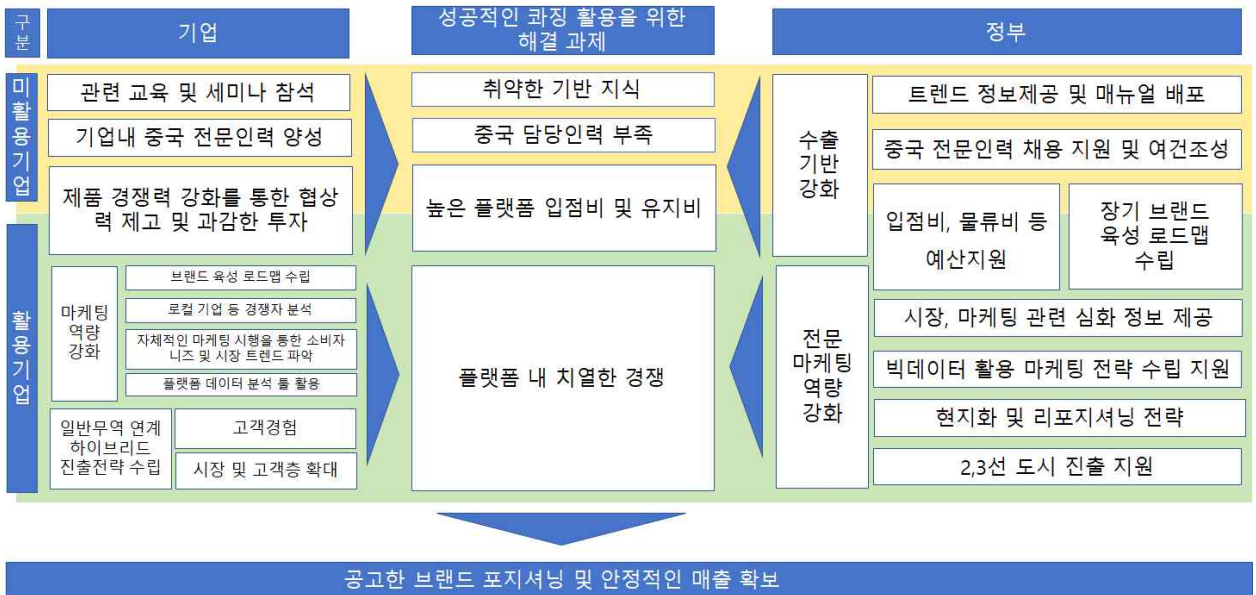 구
분
기업
성공적인 콰징 활용을 위한
해결 과제
정부
미
활
용
기
업
관련 교육 및 세미나 참석
기업내 중국 전문인력 양성
제품 경쟁력 강화를 통한 협상
력 제고 및 과감한 투자
취약한 기반 지식
중국 담당인력 부족
높은 플랫폼 입점비 및 유지비
수출
기반
강화
트렌드 정보제공 및 매뉴얼 배포
중국 전문인력 채용 지원 및 여건조성
입점비, 물류비 등
예산지원
장기 브랜드
육성 로드맵
수립
활
용
기
업
마케팅
역량
강화
브랜드 육성 로드맵 수립
로컬 기업 등 경쟁자 분석
자체적인 마케팅 시행을 통한 소비자
니즈 및 시장 트렌드 파악
플랫폼 데이터 분석 툴 활용
일반무역 연계
하이브리드
진출전략 수립
고객경험
시장 및 고객층 확대
플랫폼 내 치열한 경쟁
전문
마케팅
역량
강화
시장, 마케팅 관련 심화 정보 제공
빅데이터 활용 마케팅 전략 수립 지원
현지화 및 리포지셔닝 전략
2,3선 도시 진출 지원
공고한 브랜드 포지셔닝 및 안정적인 매출 확보